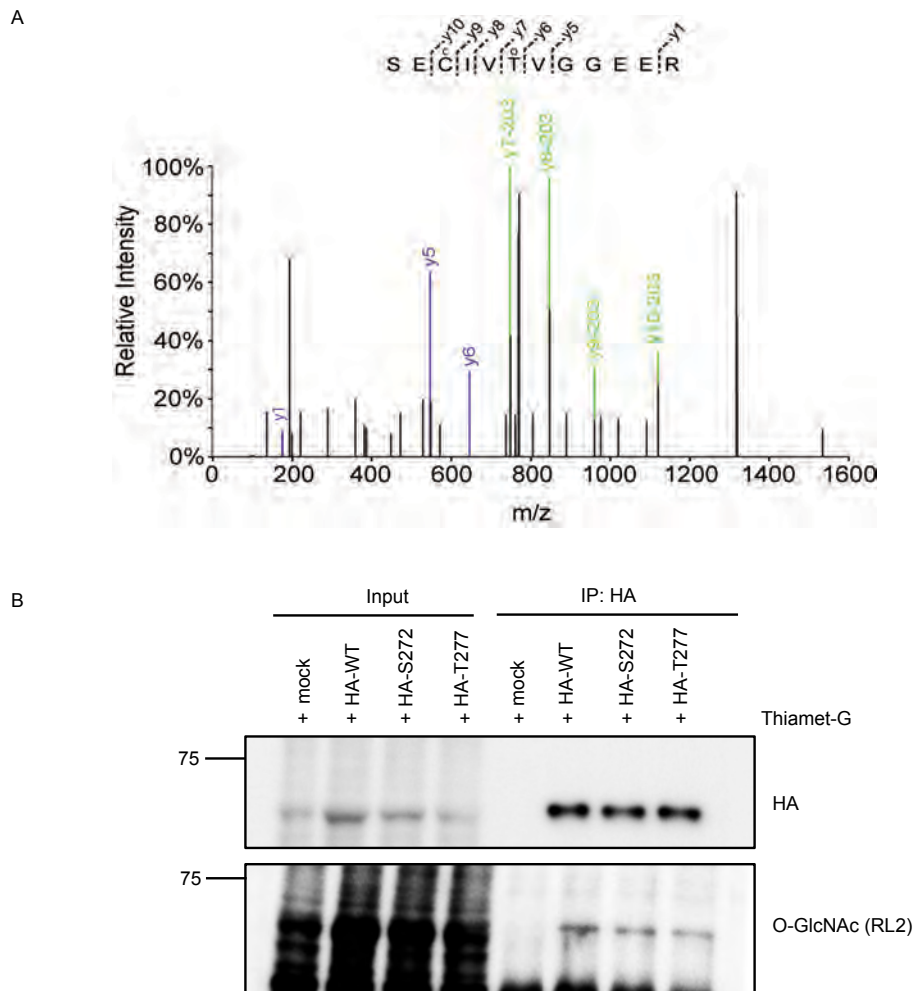 A
y10 y9 y8 y7 y6 y5 y1
c o
S E C I V T V G G E E R
y7-203 y8-203
100%
80%
60%
40%
20%
0%
Relative Intensity
y1 y5 y6 y9-203 y10-203
0 200 400 600 800 1000 1200 1400 1600
m/z
B
Input IP: HA
mock HA-WT HA-S272 HA-T277 mock HA-WT HA-S272 HA-T277
+ + + + + + + + Thiamet-G
75
HA
75
O-GlcNAc (RL2)